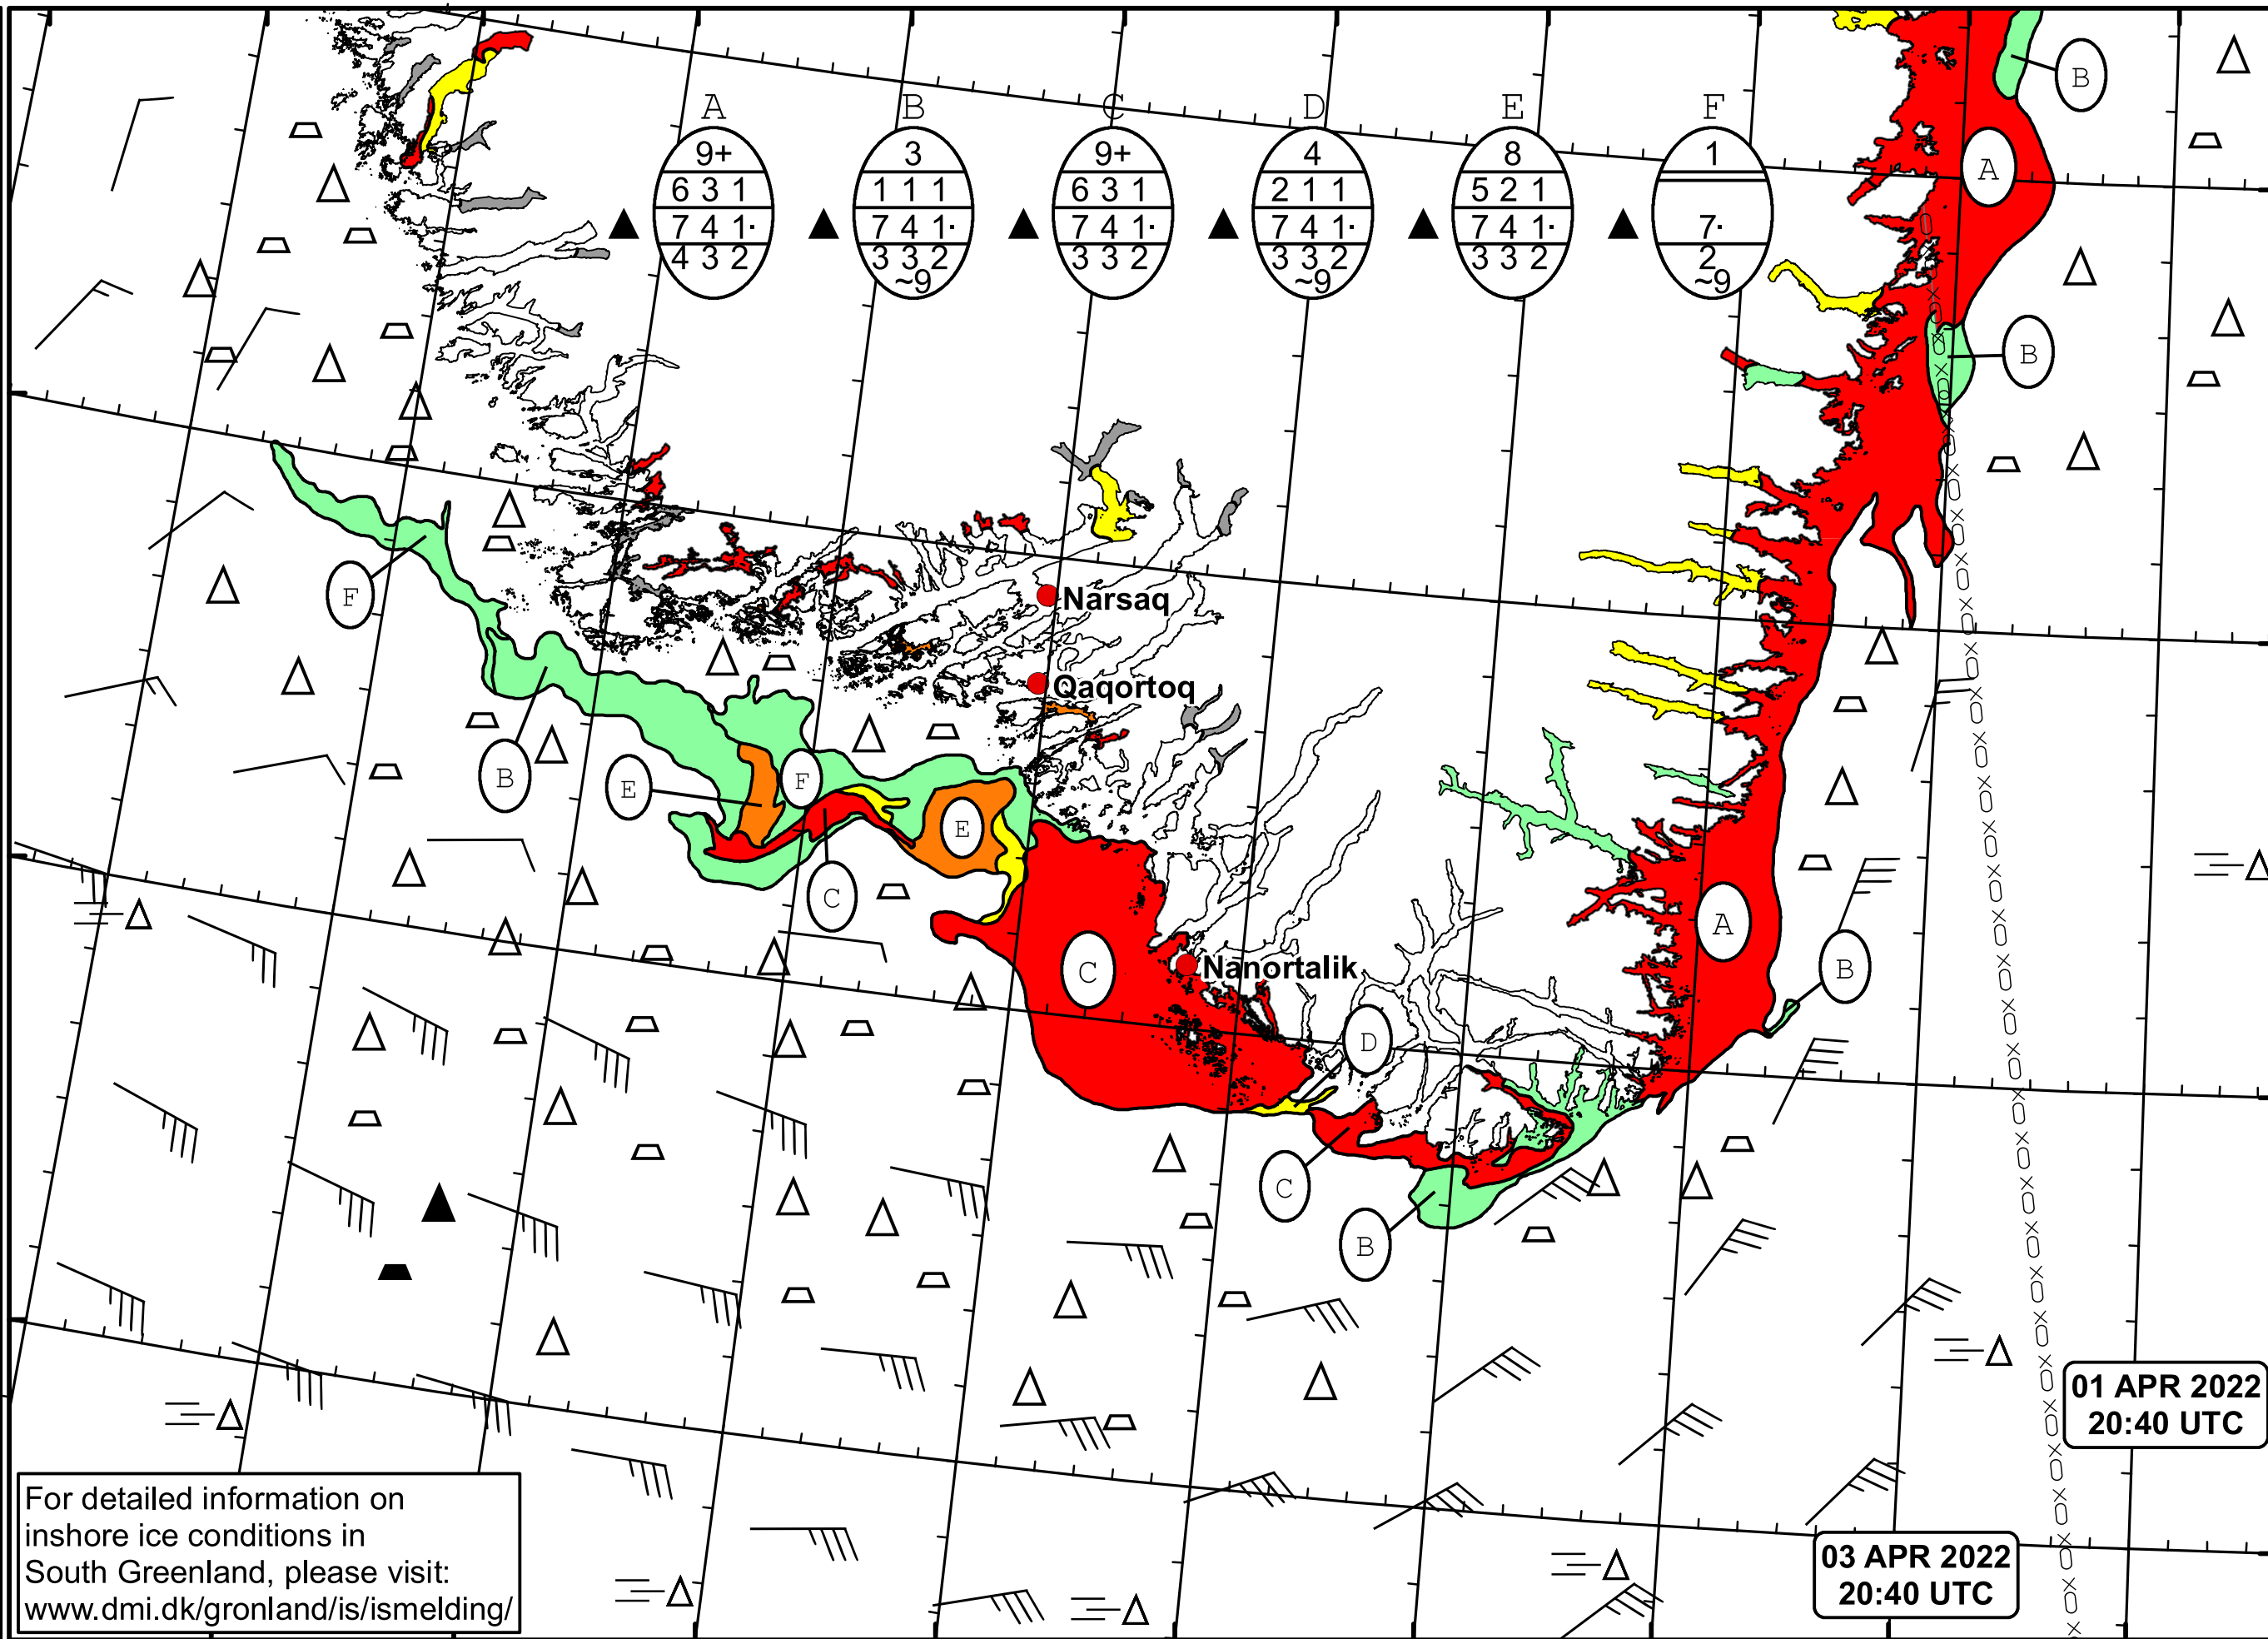 A B C D E F
9+ 3 9+ 4 8 1
6 3 1 1 1 1 6 3 1 2 1 1 5 2 1
7 4 1· 7 4 1· 7 4 1· 7 4 1· 7 4 1· 7·
4 3 2 3 3 2 3 3 2 3 3 2 3 3 2 2
~9 ~9 ~9
B
A
B
F
Narsaq
Qaqortoq
B
E
F
E
C
A
C
Nanortalik
B
D
C
B
01 APR 2022
20:40 UTC
For detailed information on
inshore ice conditions in
South Greenland, please visit:
www.dmi.dk/gronland/is/ismelding/
03 APR 2022
20:40 UTC